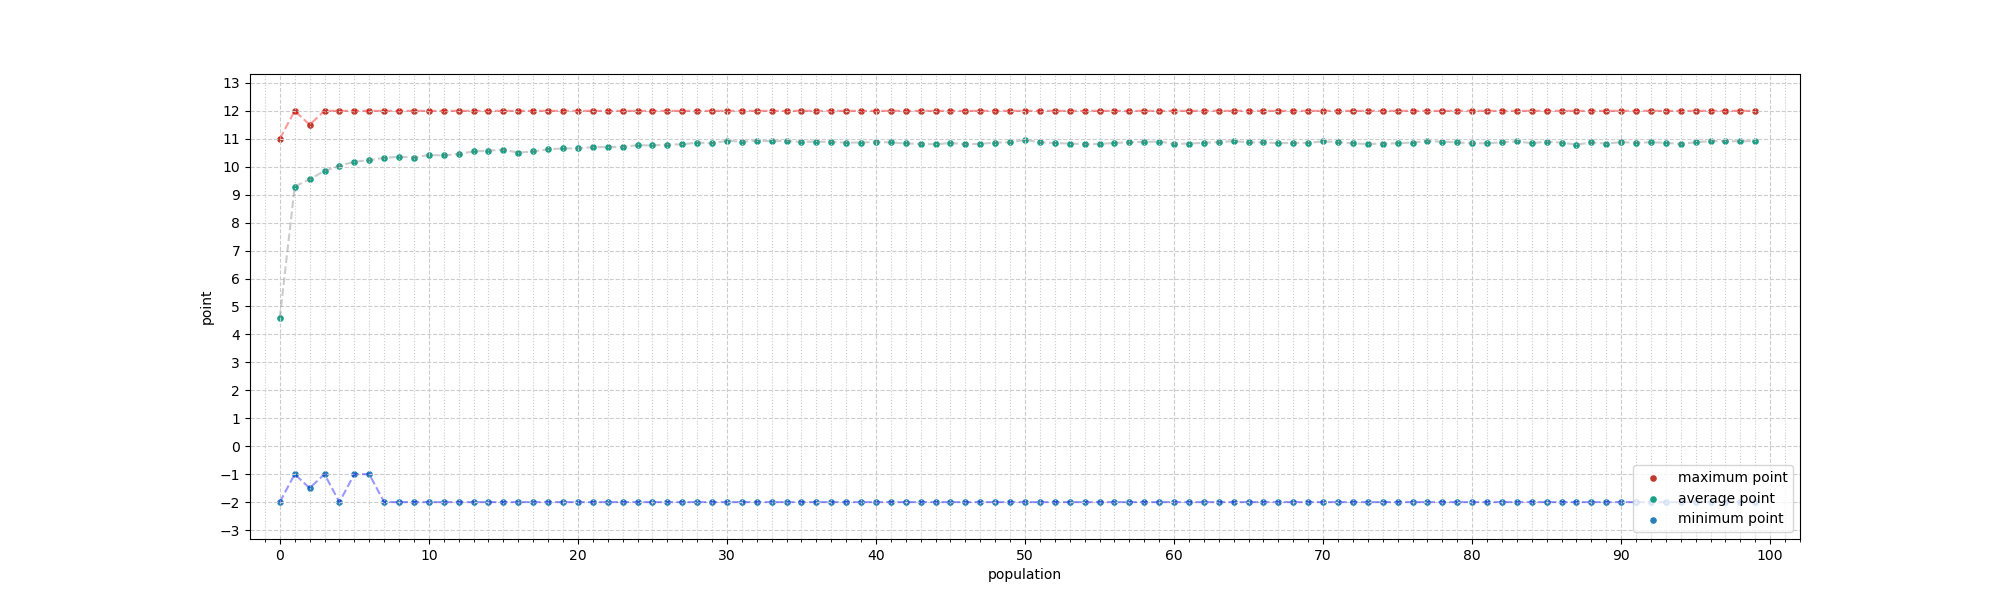 13
12
11
10
9
8
7
6
5
4
3
2
1
0
−1
−2
−3
point
maximum point
average point
minimum point
0 10 20 30 40 50 60 70 80 90 100
population